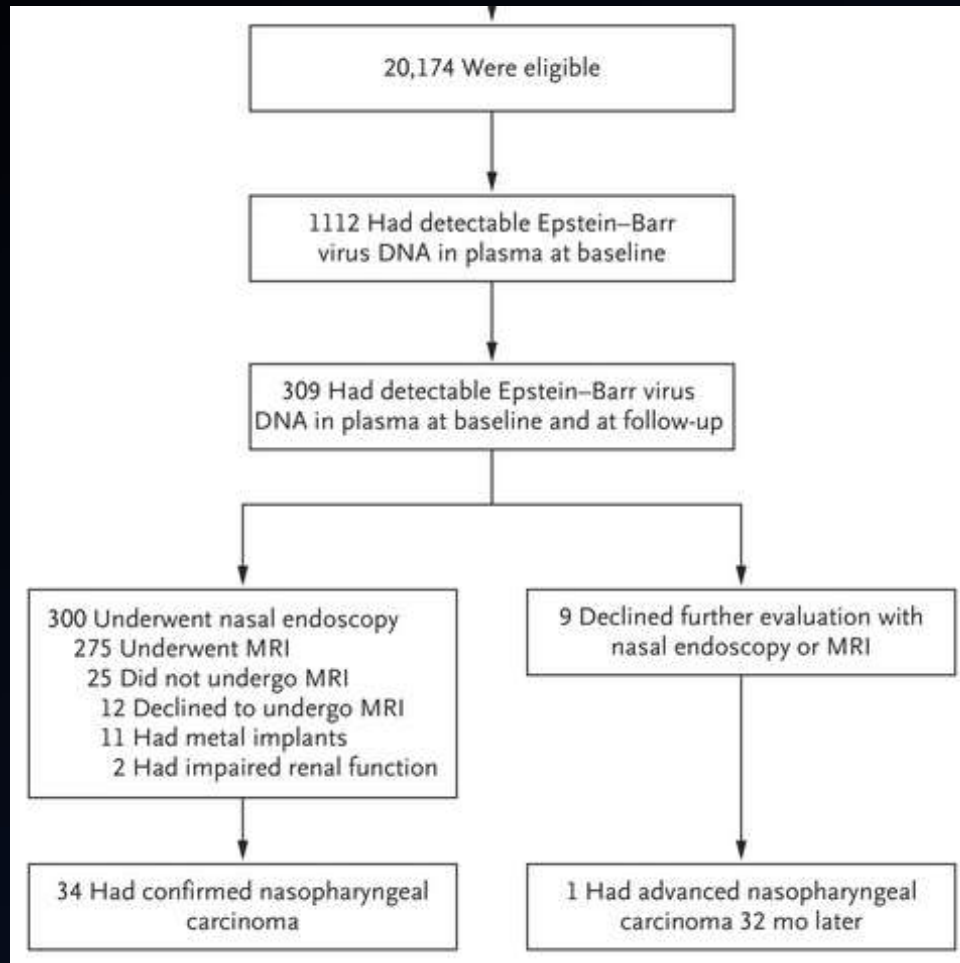 20,174 Were eligible
1112 Had detectable Epstein–Barr
virus DNA in plasma at baseline
309 Had detectable Epstein–Barr virus
DNA in plasma at baseline and at follow-up
300 Underwent nasal endoscopy
275 Underwent MRI
25 Did not undergo MRI
12 Declined to undergo MRI
11 Had metal implants
2 Had impaired renal function
9 Declined further evaluation with
nasal endoscopy or MRI
34 Had confirmed nasopharyngeal
carcinoma
1 Had advanced nasopharyngeal
carcinoma 32 mo later